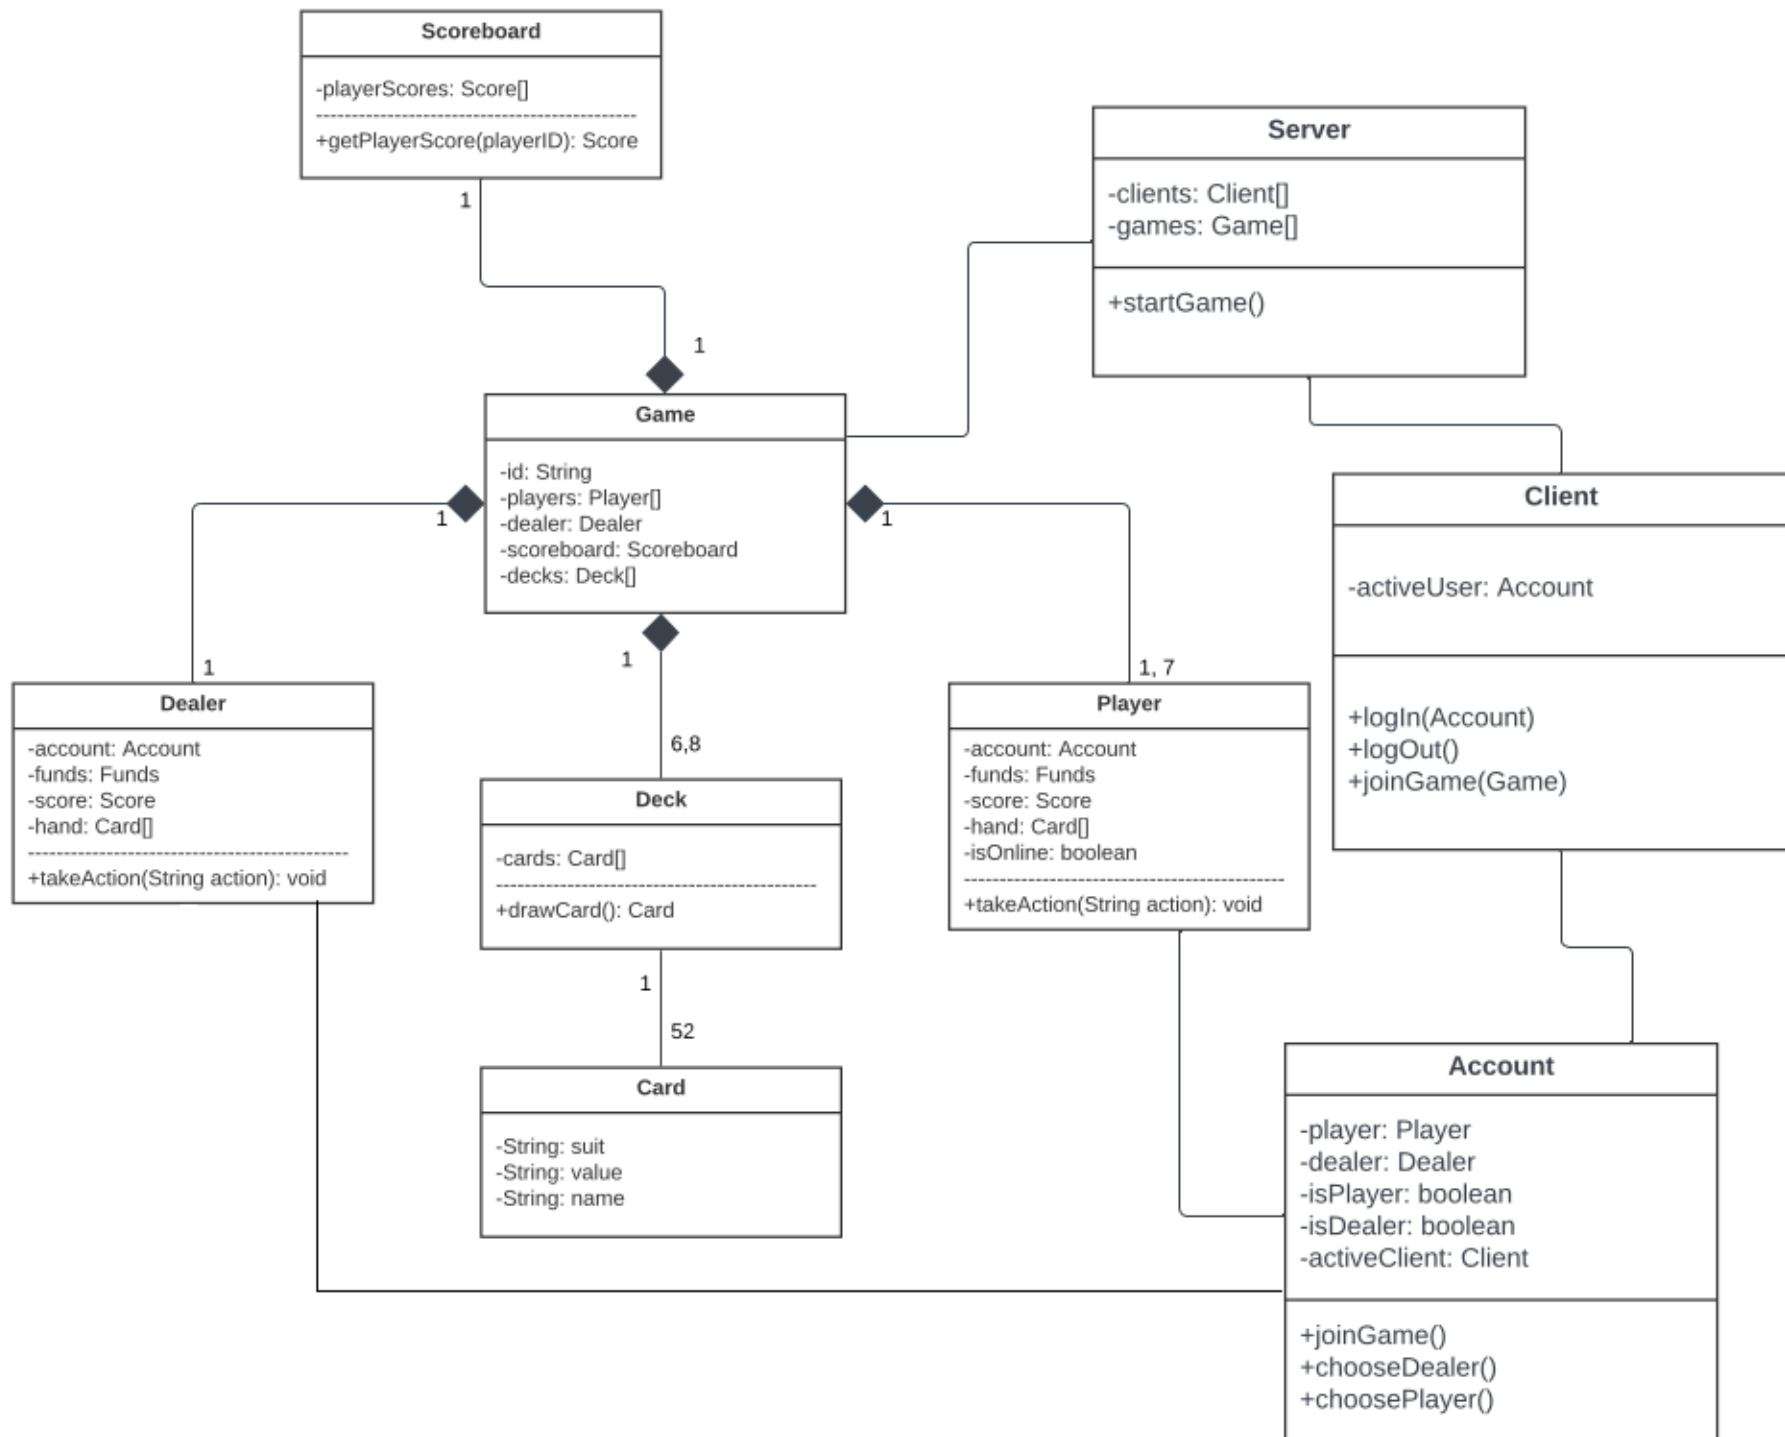 Scoreboard
-playerScores: Score[]
+getPlayerScore(playerID): Score
1
1
Server
-clients: Client[]
-games: Game[]
+startGame()
Game
-id: String
-players: Player[]
-dealer: Dealer
-scoreboard: Scoreboard
-decks: Deck[]
1
1
1
1
6,8
1, 7
Client
-activeUser: Account
+logIn(Account)
+logOut()
+joinGame(Game)
Dealer
-account: Account
-funds: Funds
-score: Score
-hand: Card[]
+takeAction(String action): void
Deck
-cards: Card[]
+drawCard(): Card
1
52
Player
-account: Account
-funds: Funds
-score: Score
-hand: Card[]
-isOnline: boolean
+takeAction(String action): void
Card
-String: suit
-String: value
-String: name
Account
-player: Player
-dealer: Dealer
-isPlayer: boolean
-isDealer: boolean
-activeClient: Client
+joinGame()
+chooseDealer()
+choosePlayer()